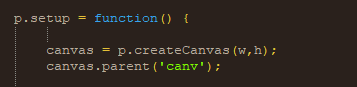 p.setup = function() {
canvas = p.createCanvas(w,h);
canvas.parent('canv');